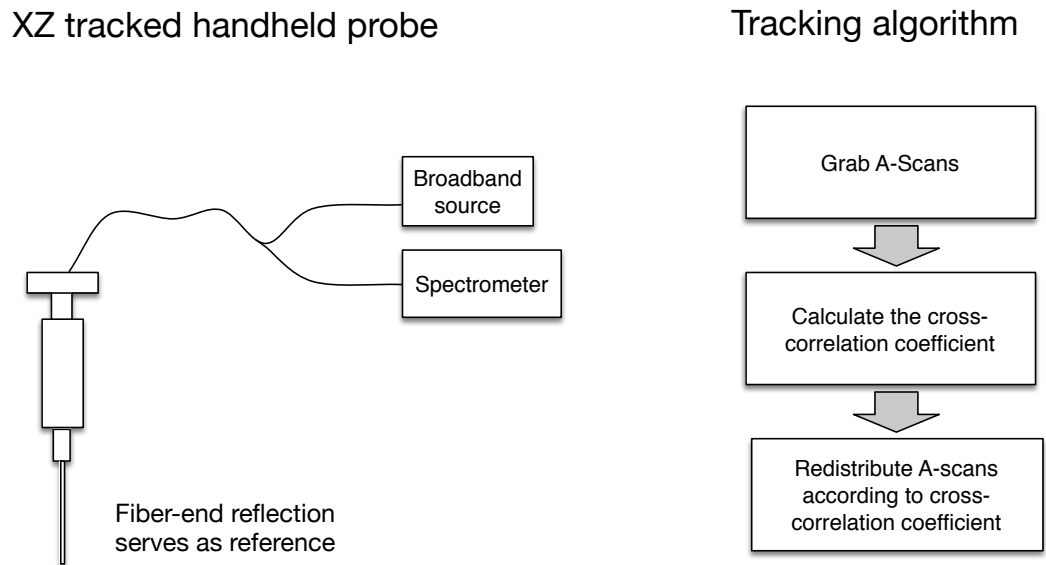 XZ tracked handheld probe
Tracking algorithm
Broadband
source
Spectrometer
Fiber-end reflection
serves as reference
Grab A-Scans
Calculate the cross-
correlation coefficient
Redistribute A-scans
according to cross-
correlation coefficient